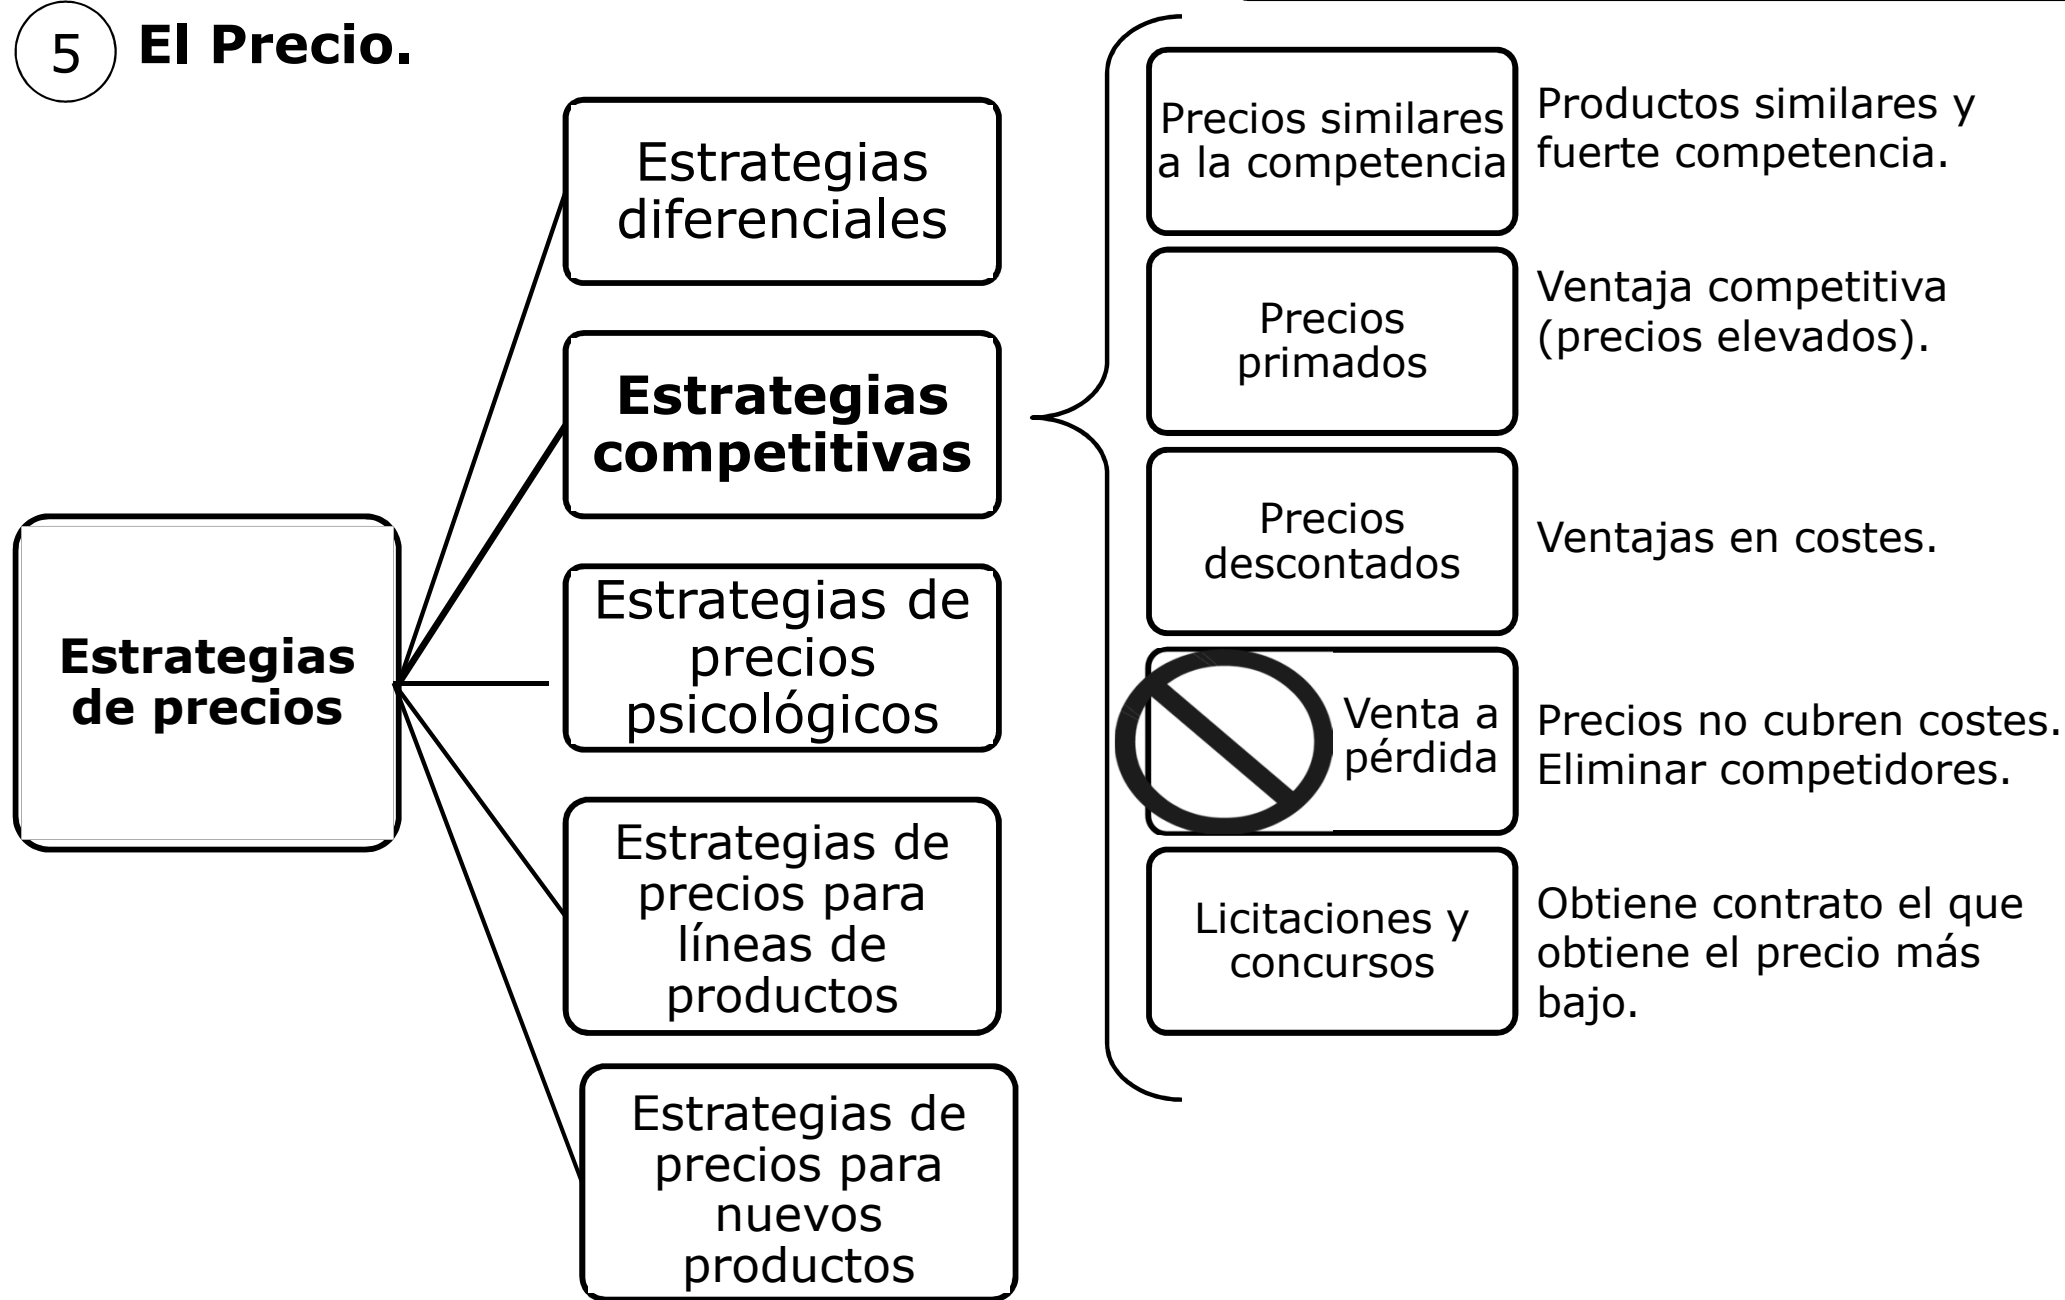 5
El Precio.
Estrategias
de precios
Estrategias
diferenciales
Estrategias
competitivas
Estrategias de
precios
psicológicos
Estrategias de
precios para
líneas de
productos
Estrategias de
precios para
nuevos
productos
Precios similares
a la competencia
Productos similares y
fuerte competencia.
Precios
primados
Ventaja competitiva
(precios elevados).
Precios
descontados
Ventajas en costes.
Venta a
pérdida
Precios no cubren costes.
Eliminar competidores.
Licitaciones y
concursos
Obtiene contrato el que
obtiene el precio más
bajo.